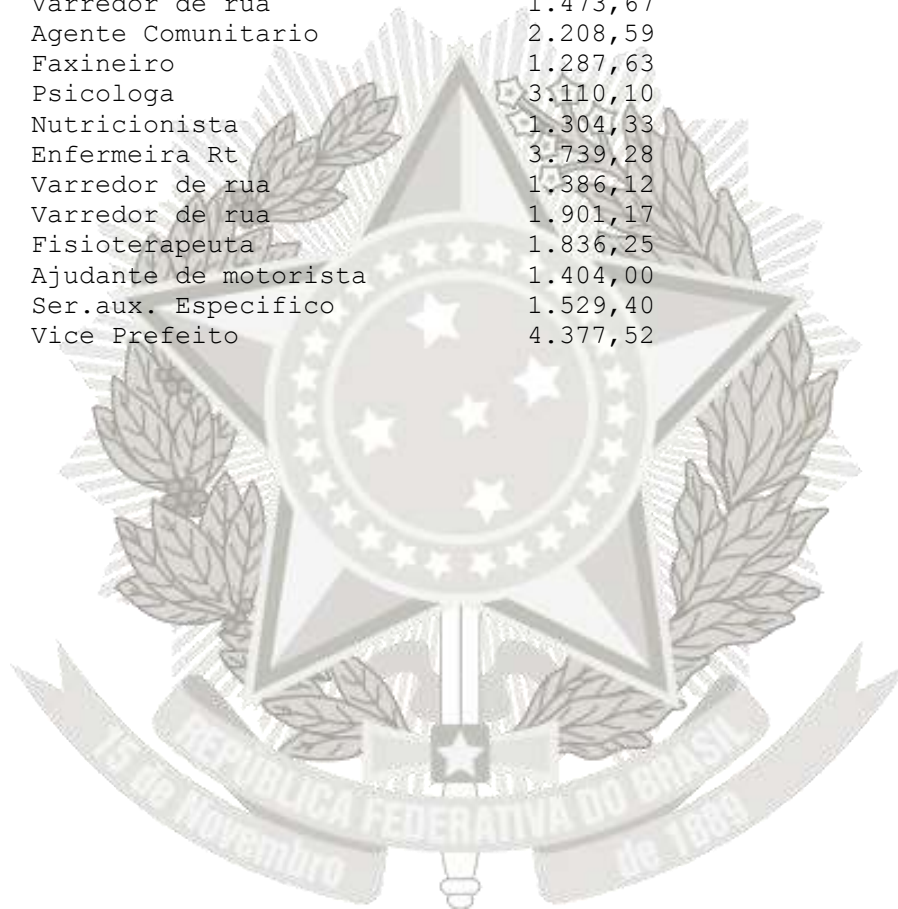 Varredor de rua 1.473,67
Agente Comunitario 2.208,59
Faxineiro 1.287,63
Psicologa 3.110,10
Nutricionista 1.304,33
Enfermeira Rt 3.739,28
Varredor de rua 1.386,12
Varredor de rua 1.901,17
Fisioterapeuta 1.836,25
Ajudante de motorista 1.404,00
Ser.aux. Especifico 1.529,40
Vice Prefeito 4.377,52
REPÚBLICA FEDERATIVA DO BRASIL
15 de Novembro de 1889